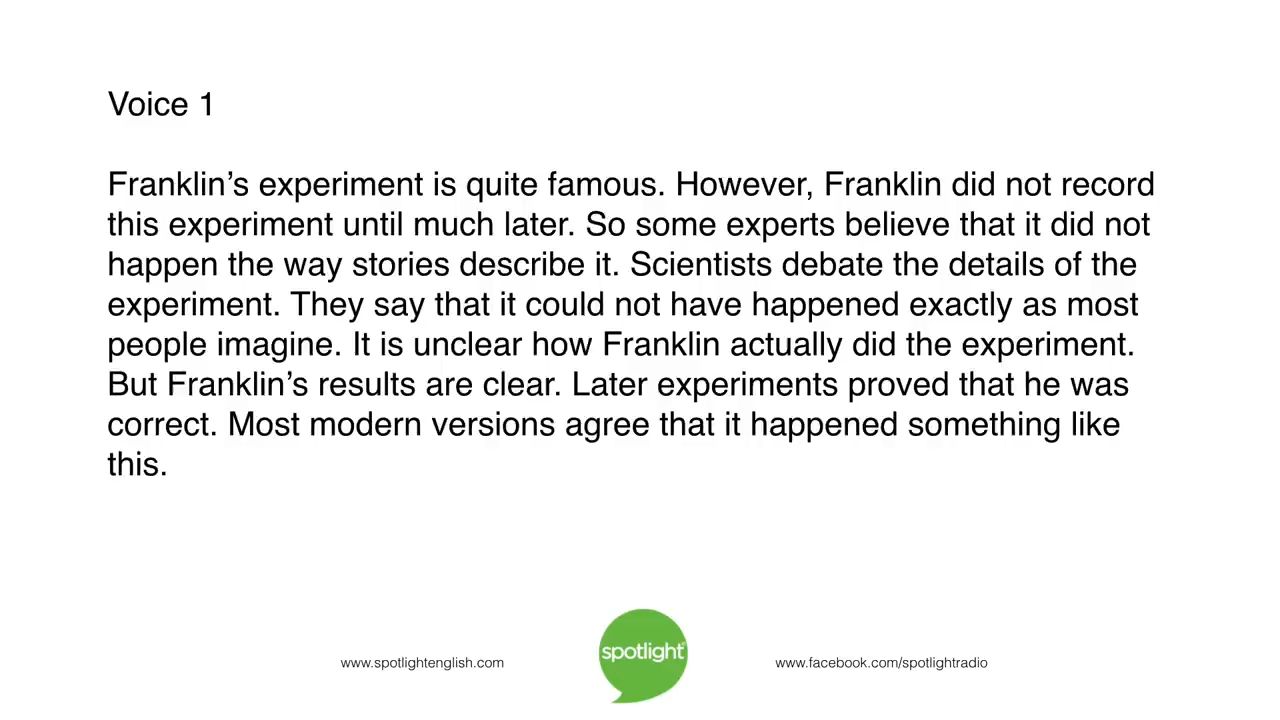 Voice 1
Franklin’s experiment is quite famous. However, Franklin did not record
this experiment until much later. So some experts believe that it did not
happen the way stories describe it. Scientists debate the details of the
experiment. They say that it could not have happened exactly as most
people imagine. It is unclear how Franklin actually did the experiment.
But Franklin’s results are clear. Later experiments proved that he was
correct. Most modern versions agree that it happened something like
this.
www.spotlightenglish.com
spotlight
www.facebook.com/spotlightradio